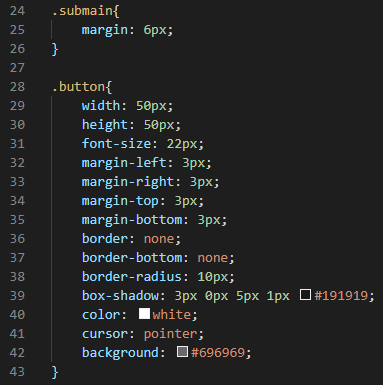 24 .submain{
25     margin: 6px;
26 }
27
28 .button{
29     width: 50px;
30     height: 50px;
31     font-size: 22px;
32     margin-left: 3px;
33     margin-right: 3px;
34     margin-top: 3px;
35     margin-bottom: 3px;
36     border: none;
37     border-bottom: none;
38     border-radius: 10px;
39     box-shadow: 3px 0px 5px 1px #191919;
40     color: white;
41     cursor: pointer;
42     background: #696969;
43 }